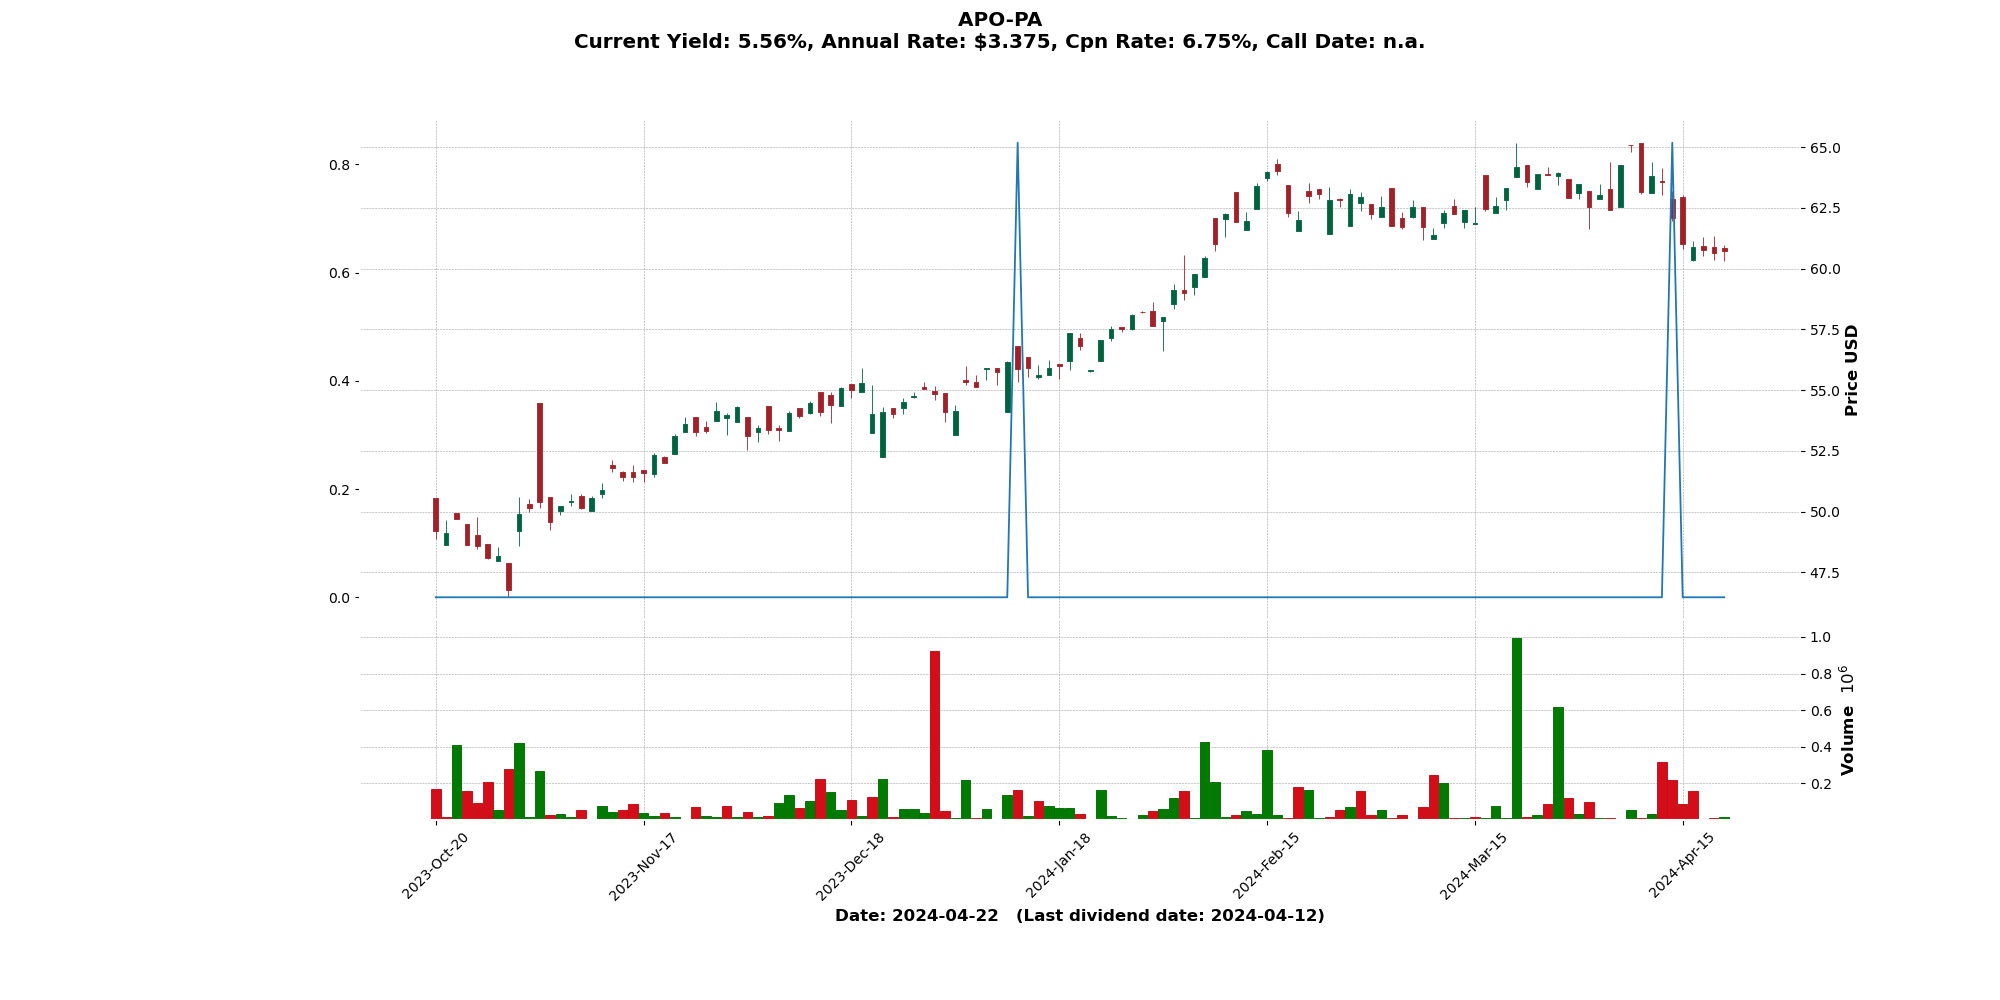 APO-PA
Current Yield: 5.56%, Annual Rate: $3.375, Cpn Rate: 6.75%, Call Date: n.a.
0.8
0.6
0.4
0.2
0.0
65.0
62.5
60.0
57.5
55.0
52.5
50.0
47.5
Price USD
1.0
0.8
0.6
0.4
0.2
Volume 10^6
2023-Oct-20
2023-Nov-17
2023-Dec-18
2024-Jan-18
2024-Feb-15
2024-Mar-15
2024-Apr-15
Date: 2024-04-22   (Last dividend date: 2024-04-12)